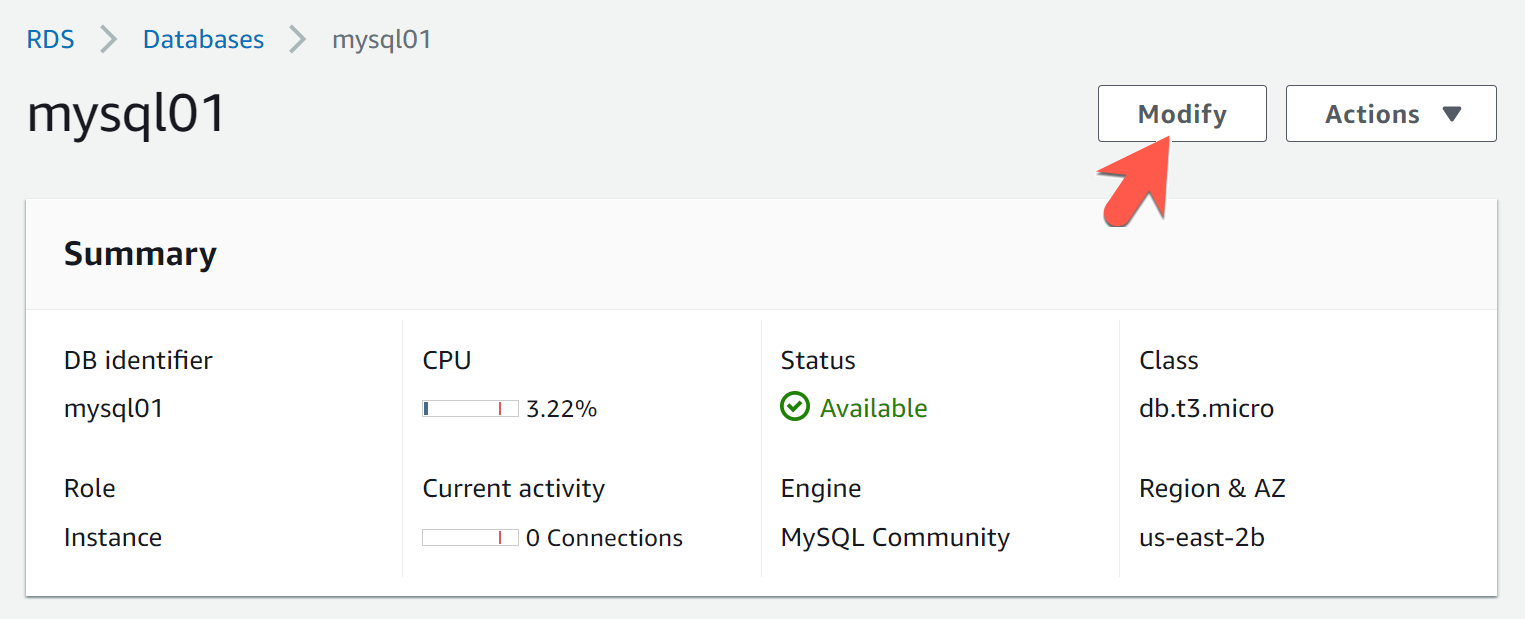 RDS Databases mysql01
mysql01
Modify Actions
Summary
DB identifier CPU Status Class
mysql01 3.22% Available db.t3.micro
Role Current activity Engine Region & AZ
Instance 0 Connections MySQL Community us-east-2b